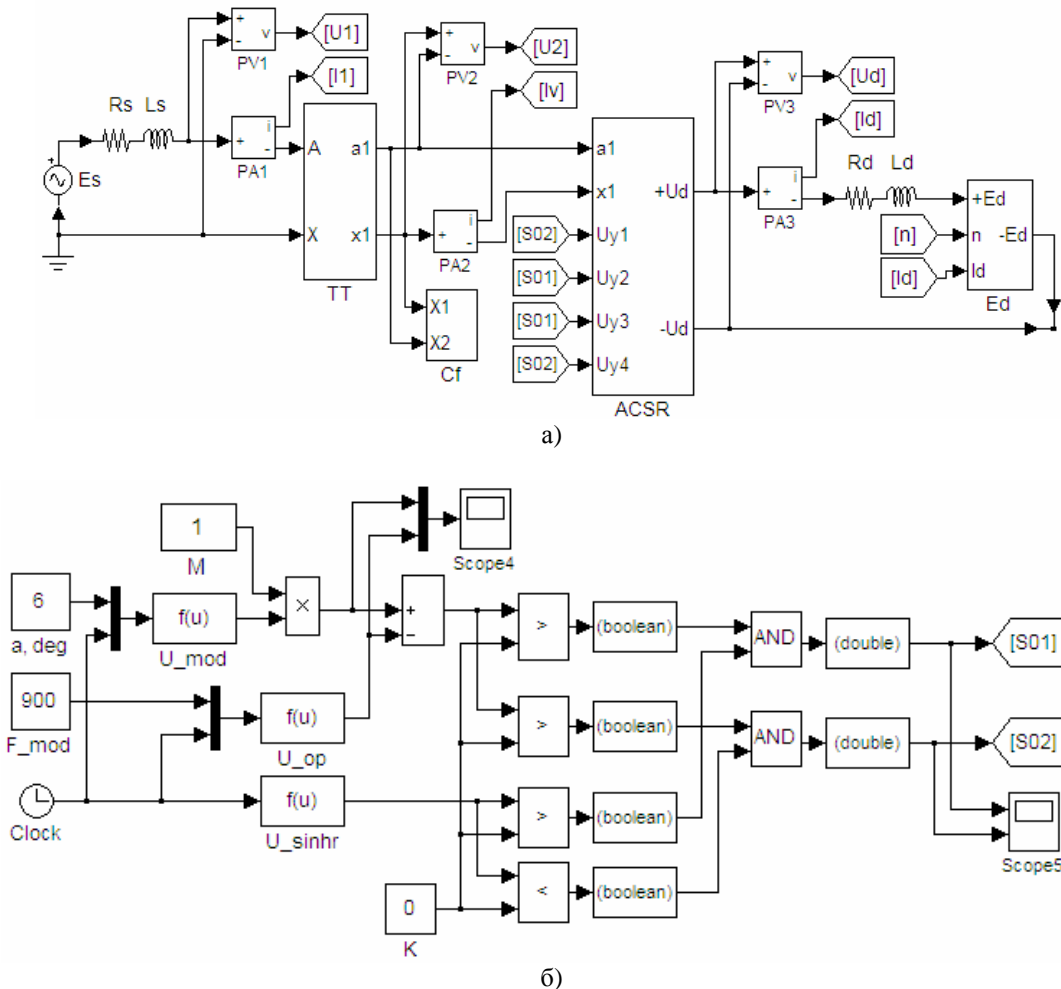 + - v
PV1
[U1]
[I1]
+ - v
PV2
[U2]
[Iv]
+ - v
PV3
[Ud]
[Id]
Rs Ls
+
Es
+ i -
PA1
A a1
X x1
TT
+ i -
PA2
X1
X2
Cf
a1
x1
Uy1
Uy2
Uy3
Uy4
+Ud
-Ud
ACSR
[S02]
[S01]
[S01]
[S02]
+ i -
PA3
Rd Ld
[n]
[Id]
+Ed
n -Ed
Id
Ed
а)
1
M
Scope4
6
a, deg
f(u)
U_mod
×
+
−
900
F_mod
f(u)
U_op
Clock
f(u)
U_sinhr
0
K
> (boolean)
> (boolean)
> (boolean)
< (boolean)
AND (double) [S01]
AND (double) [S02]
Scope5
б)